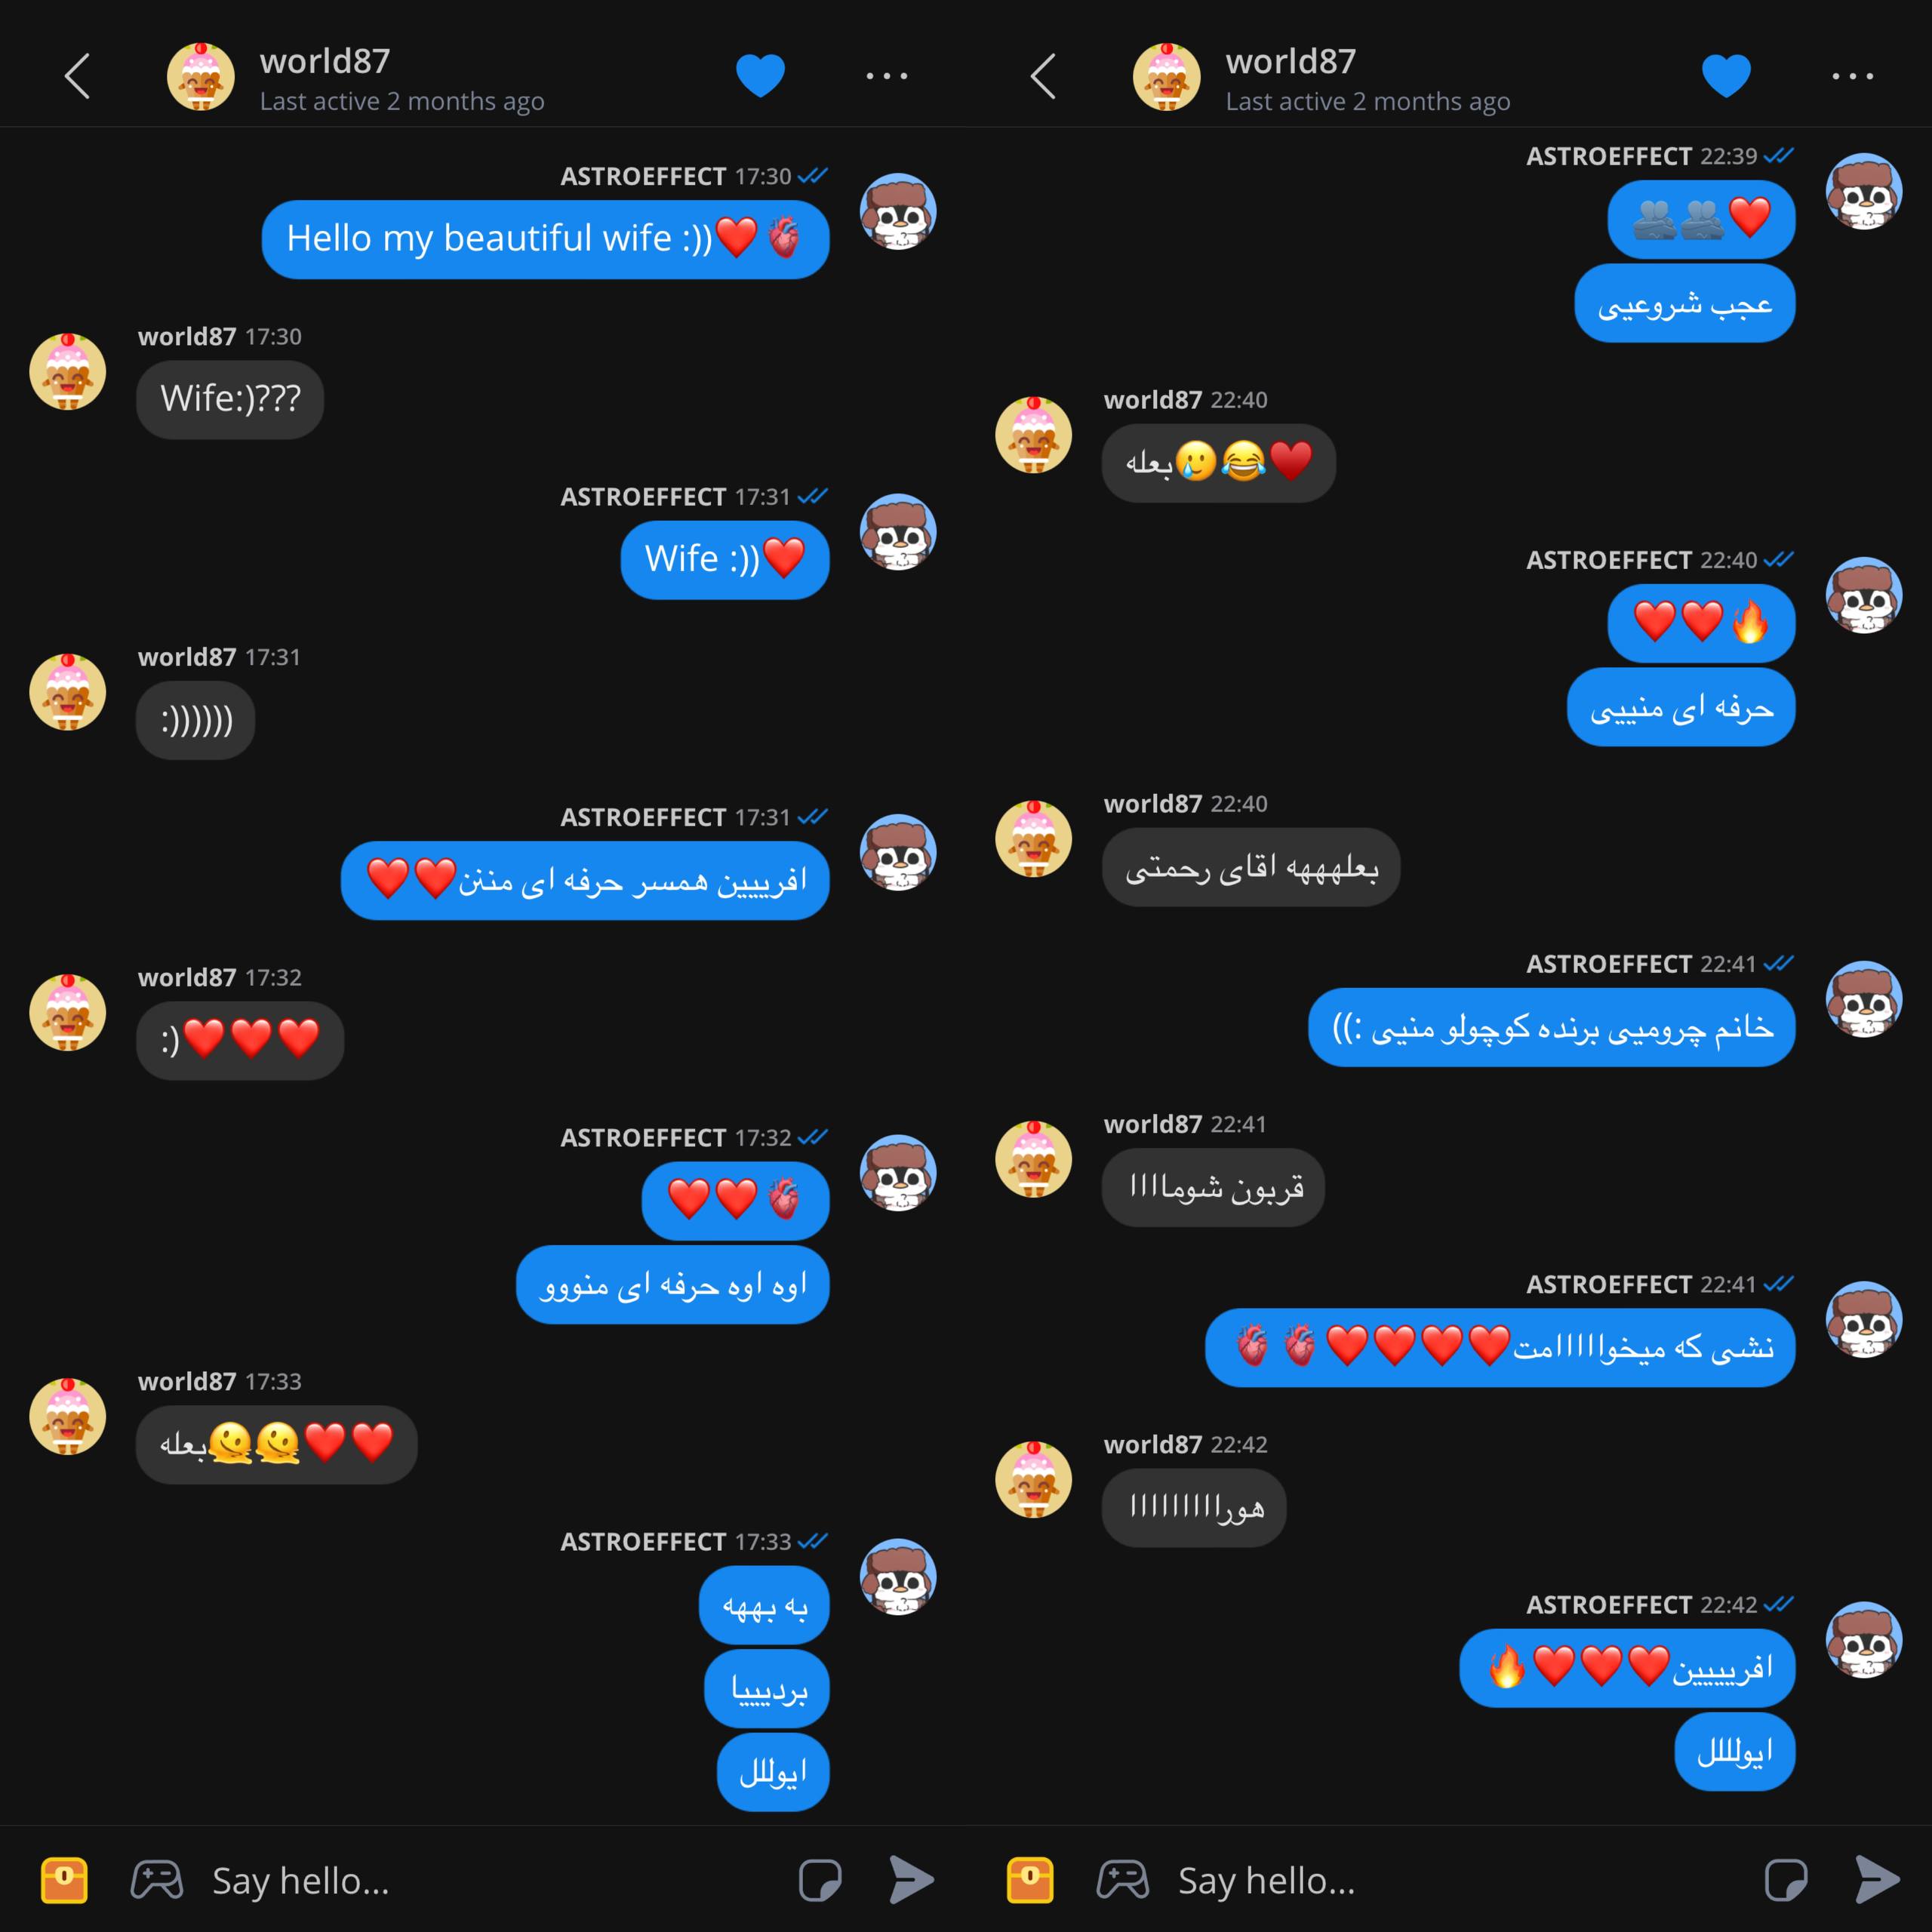 world87
Last active 2 months ago
ASTROEFFECT 17:30
Hello my beautiful wife :))❤️🫀
world87 17:30
Wife:)???
ASTROEFFECT 17:31
Wife :))❤️
world87 17:31
:))))))
ASTROEFFECT 17:31
افرییین همسر حرفه ای مننن❤️❤️
world87 17:32
:)❤️❤️❤️
ASTROEFFECT 17:32
❤️❤️🫀
اوه اوه حرفه ای منووو
world87 17:33
بعله🫠🫠❤️❤️
ASTROEFFECT 17:33
به بههه
بردیییا
ایوللل
Say hello...
world87
Last active 2 months ago
ASTROEFFECT 22:39
🫂🫂❤️
عجب شروعیی
world87 22:40
بعله🥲😂♥️
ASTROEFFECT 22:40
❤️❤️🔥
حرفه ای منییی
world87 22:40
بعلهههه اقای رحمتی
ASTROEFFECT 22:41
خانم چرومیی برنده کوچولو منیی :))
world87 22:41
قربون شوماااا
ASTROEFFECT 22:41
نشی که میخوااااامت❤️❤️❤️❤️🫀🫀
world87 22:42
هورااااااااا
ASTROEFFECT 22:42
افرییییین❤️❤️❤️🔥
ایولللل
Say hello...